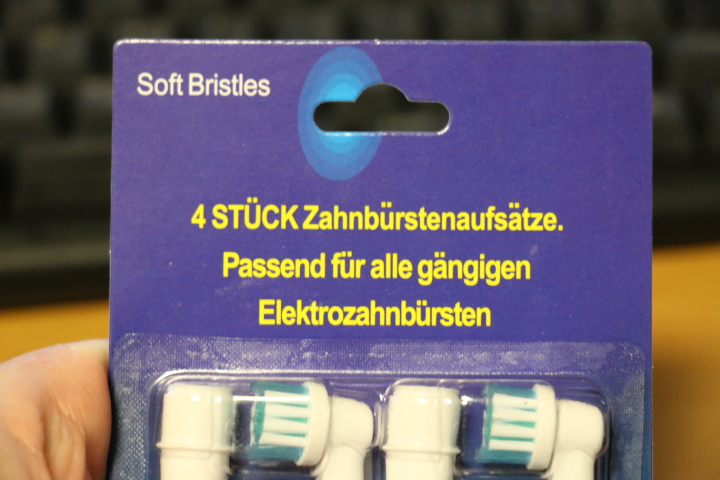 Soft Bristles
4 STÜCK Zahnbürstenaufsätze.
Passend für alle gängigen
Elektrozahnbürsten